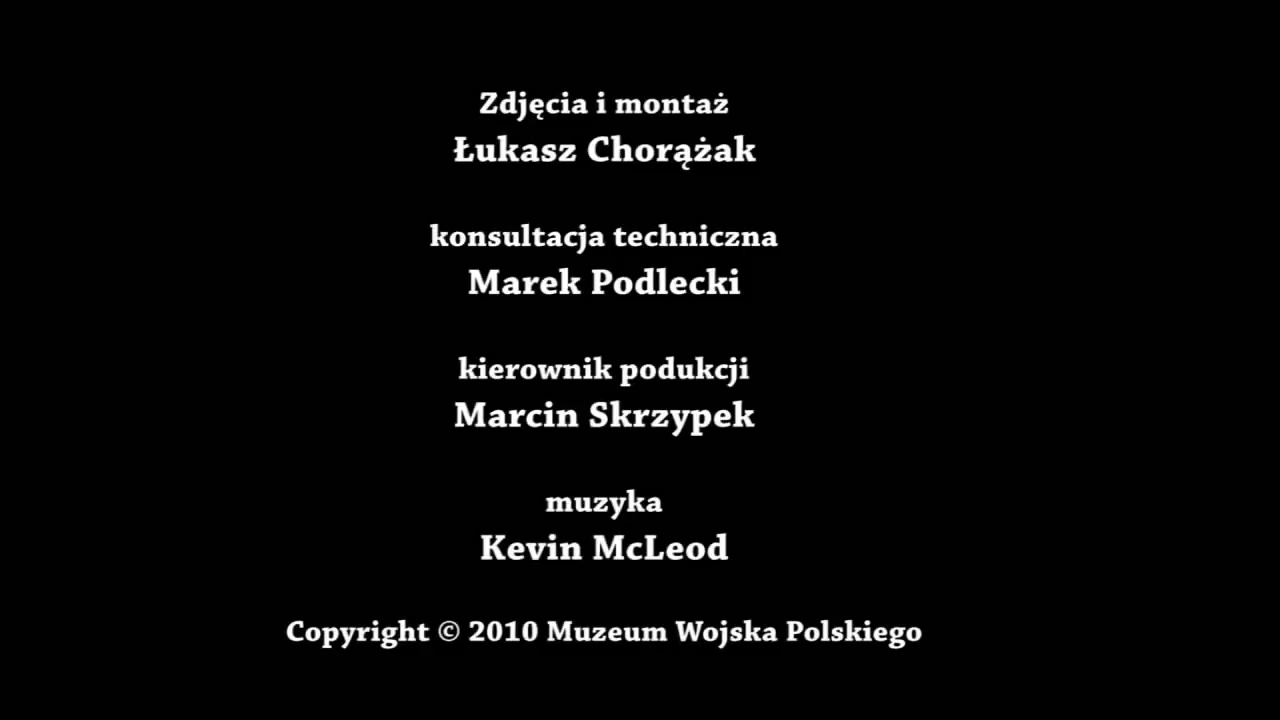 Zdjęcia i montaż
Łukasz Chorążak
konsultacja techniczna
Marek Podlecki
kierownik podukcji
Marcin Skrzypek
muzyka
Kevin McLeod
Copyright © 2010 Muzeum Wojska Polskiego